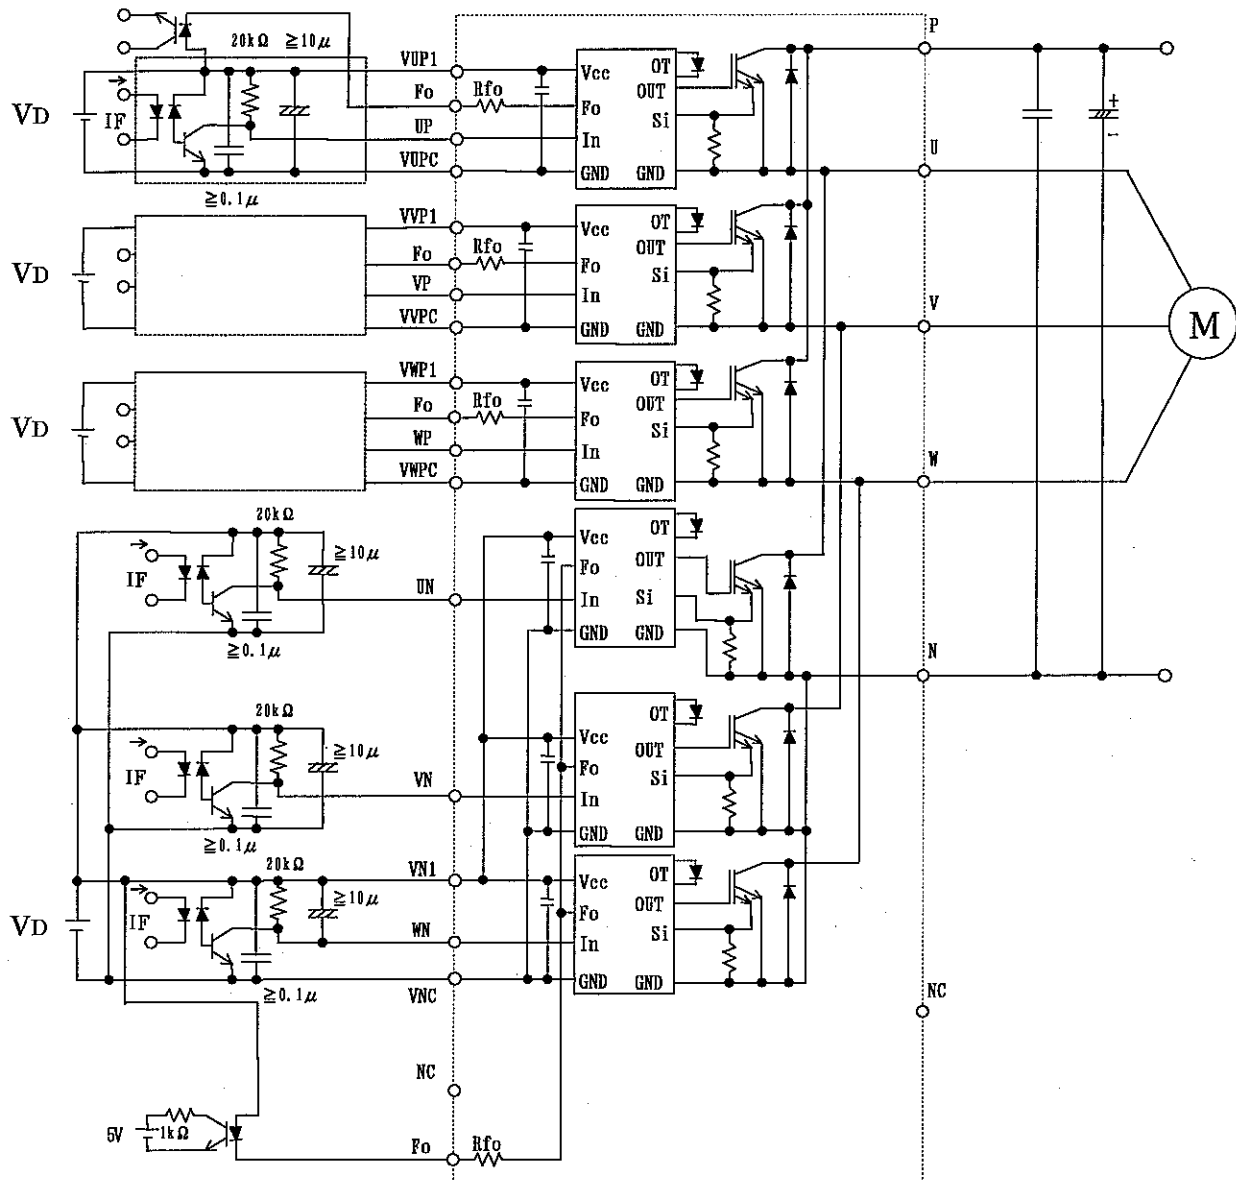 P
20kΩ ≧10μ
VUP1
Vcc
OT
VD
IF
Fo
Rfo
Fo
OUT
Si
UP
In
U
VUPC
GND
GND
≧0.1μ
VVP1
Vcc
OT
OUT
VD
Fo
Rfo
Fo
Si
VP
In
V
VVPC
GND
GND
M
VWP1
Vcc
OT
OUT
VD
Fo
Rfo
Fo
Si
WP
In
W
VWPC
GND
GND
20kΩ
≧10μ
IF
Vcc
OT
Fo
OUT
UN
In
Si
GND
GND
N
≧0.1μ
20kΩ
≧10μ
IF
Vcc
OT
OUT
Fo
Si
VN
In
GND
GND
≧0.1μ
20kΩ
≧10μ
VN1
Vcc
OT
VD
IF
Fo
OUT
WN
In
Si
VNC
GND
GND
≧0.1μ
NC
NC
5V
1kΩ
Fo
Rfo
+
-